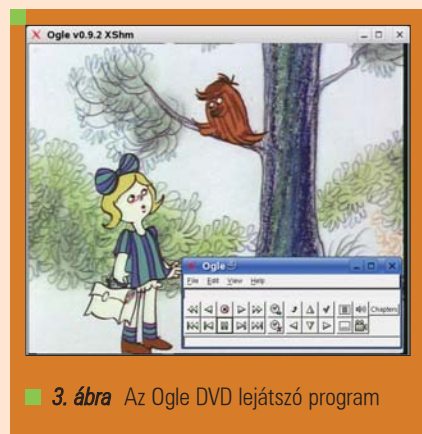 Ogle v0.9.2 XShm
Ogle
File Edit View Help
Chapters
3. ábra Az Ogle DVD lejátszó program